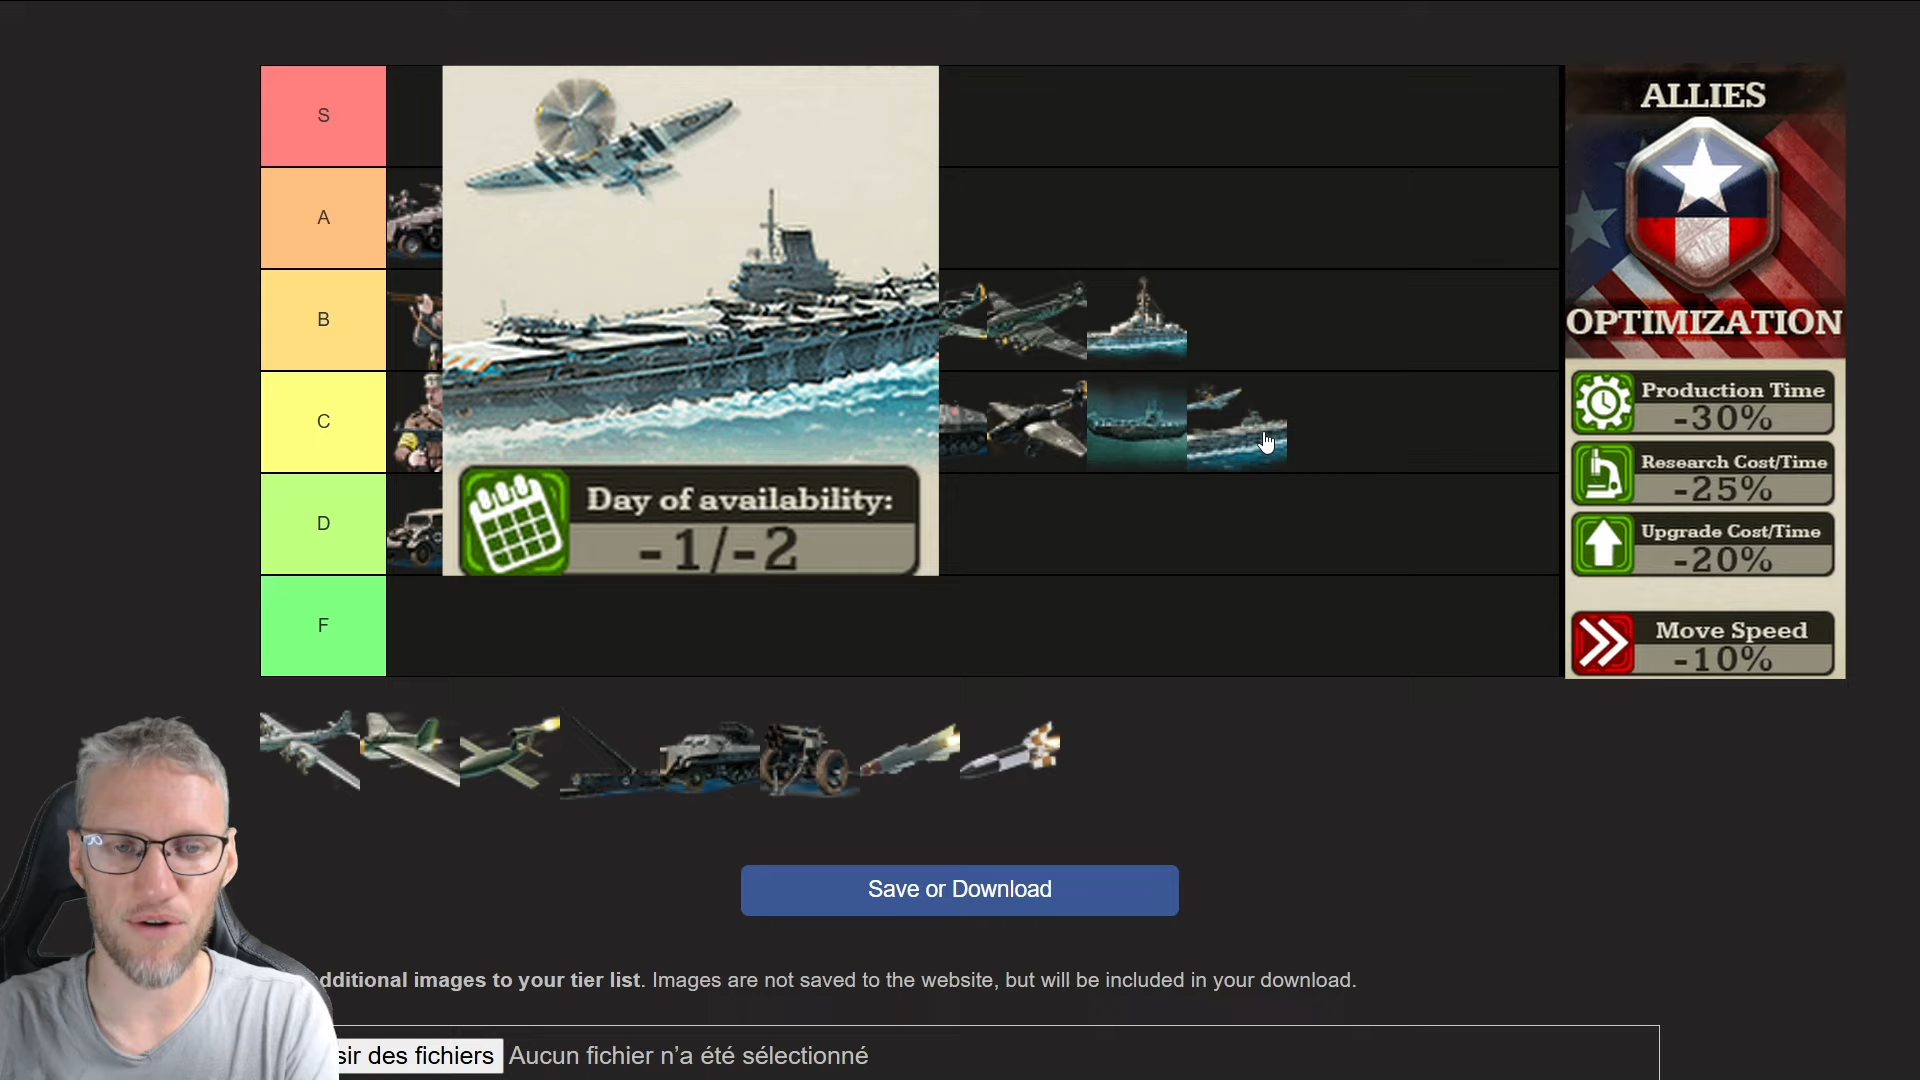 S
A
B
C
D
F
Day of availability:
-1/-2
ALLIES
OPTIMIZATION
Production Time
-30%
Research Cost/Time
-25%
Upgrade Cost/Time
-20%
Move Speed
-10%
Save or Download
dditional images to your tier list. Images are not saved to the website, but will be included in your download.
sir des fichiers Aucun fichier n’a été sélectionné